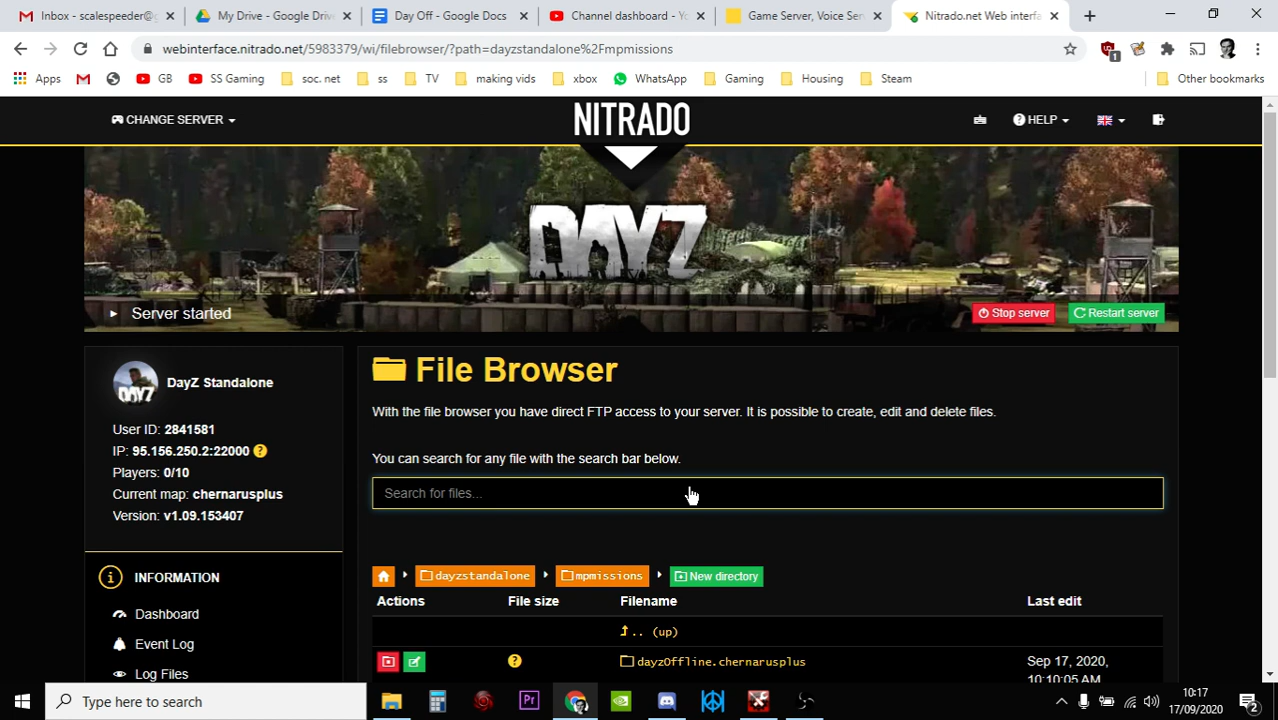 Inbox - scalespeeder@g
My Drive - Google Driv
Day Off - Google Docs
Channel dashboard - Yo
Game Server, Voice Ser
Nitrado.net Web interfa
webinterface.nitrado.net/5983379/wi/filebrowser/?path=dayzstandalone%2Fmpmissions
1
Apps
GB
SS Gaming
soc. net
ss
TV
making vids
xbox
WhatsApp
Gaming
Housing
Steam
Other bookmarks
CHANGE SERVER
NITRADO
HELP
DAYZ
Server started
Stop server
Restart server
DAYZ
DayZ Standalone
User ID: 2841581
IP: 95.156.250.2:22000
Players: 0/10
Current map: chernarusplus
Version: v1.09.153407
INFORMATION
Dashboard
Event Log
Log Files
File Browser
With the file browser you have direct FTP access to your server. It is possible to create, edit and delete files.
You can search for any file with the search bar below.
Search for files...
dayzstandalone
mpmissions
New directory
Actions
File size
Filename
Last edit
.. (up)
dayzOffline.chernarusplus
Sep 17, 2020,
10:10:05 AM
Type here to search
Pr
10:17
17/09/2020
2